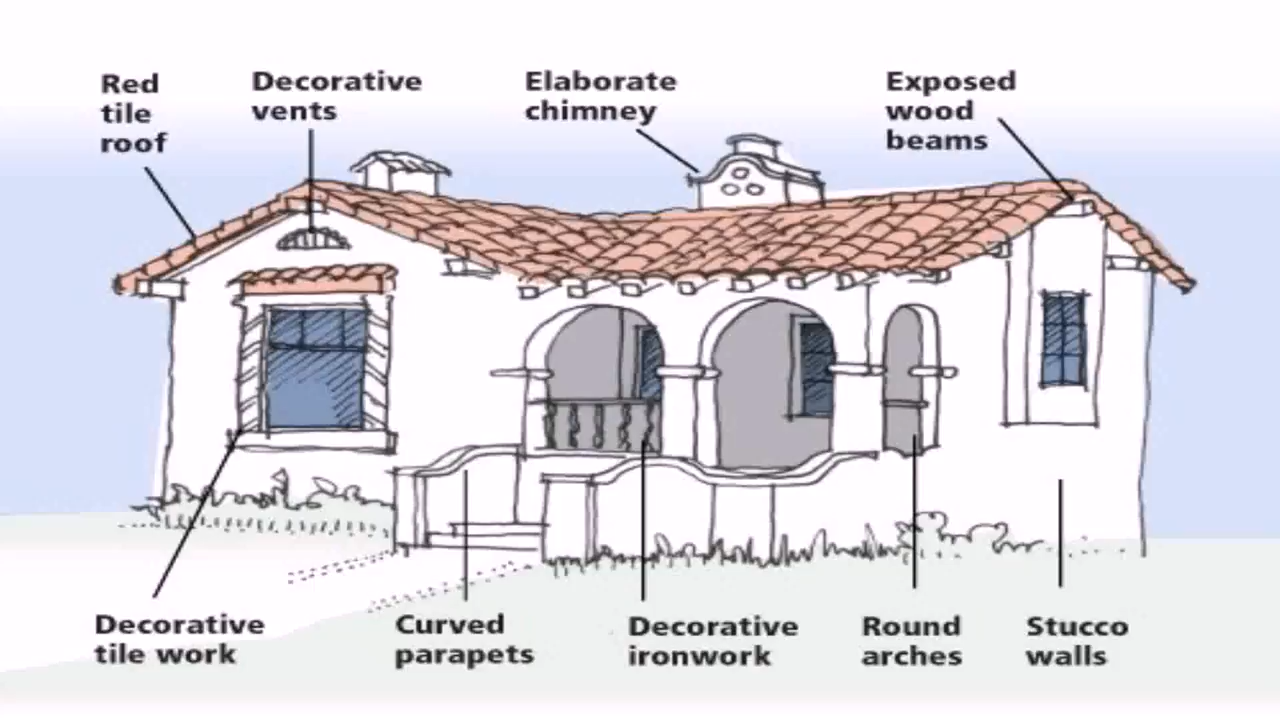 Red
tile
roof
Decorative
vents
Elaborate
chimney
Exposed
wood
beams
Decorative
tile work
Curved
parapets
Decorative
ironwork
Round
arches
Stucco
walls